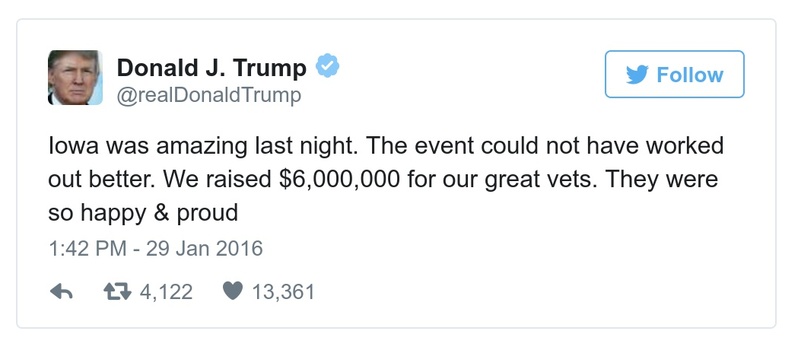 Donald J. Trump
@realDonaldTrump
Follow
Iowa was amazing last night. The event could not have worked
out better. We raised $6,000,000 for our great vets. They were
so happy & proud
1:42 PM - 29 Jan 2016
4,122 13,361